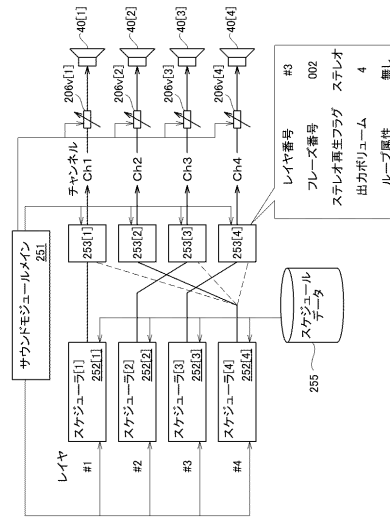 サウンドモジュールメイン 251
レイヤ
#1
スケジューラ[1] 252[1]
#2
スケジューラ[2] 252[2]
#3
スケジューラ[3] 252[3]
#4
スケジューラ[4] 252[4]
スケジュールデータ
255
253[1]
253[2]
253[3]
253[4]
チャンネル
Ch1
Ch2
Ch3
Ch4
206v[1]
206v[2]
206v[3]
206v[4]
40[1]
40[2]
40[3]
40[4]
レイヤ番号 #3
フレーズ番号 002
ステレオ再生フラグ ステレオ
出力ボリューム 4
ループ属性 無し